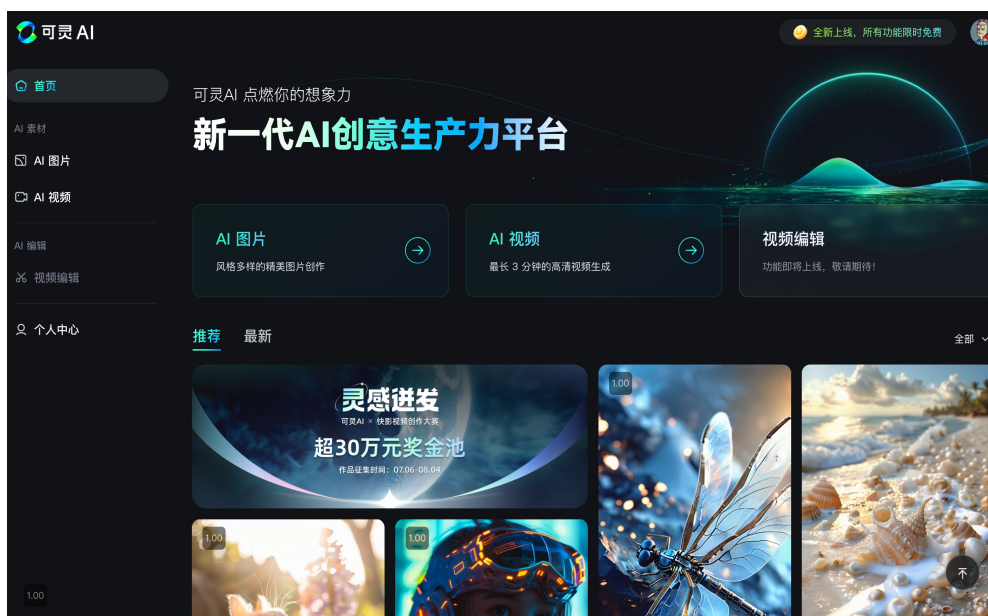 可灵 AI
全新上线，所有功能限时免费
首页
AI 素材
AI 图片
AI 视频
AI 编辑
视频编辑
个人中心
可灵AI 点燃你的想象力
新一代AI创意生产力平台
AI 图片
风格多样的精美图片创作
AI 视频
最长 3 分钟的高清视频生成
视频编辑
功能即将上线，敬请期待！
推荐
最新
全部
灵感迸发
可灵AI × 快影视频创作大赛
超30万元奖金池
作品征集时间：07.06-08.04
1.00
1.00
1.00
1.00